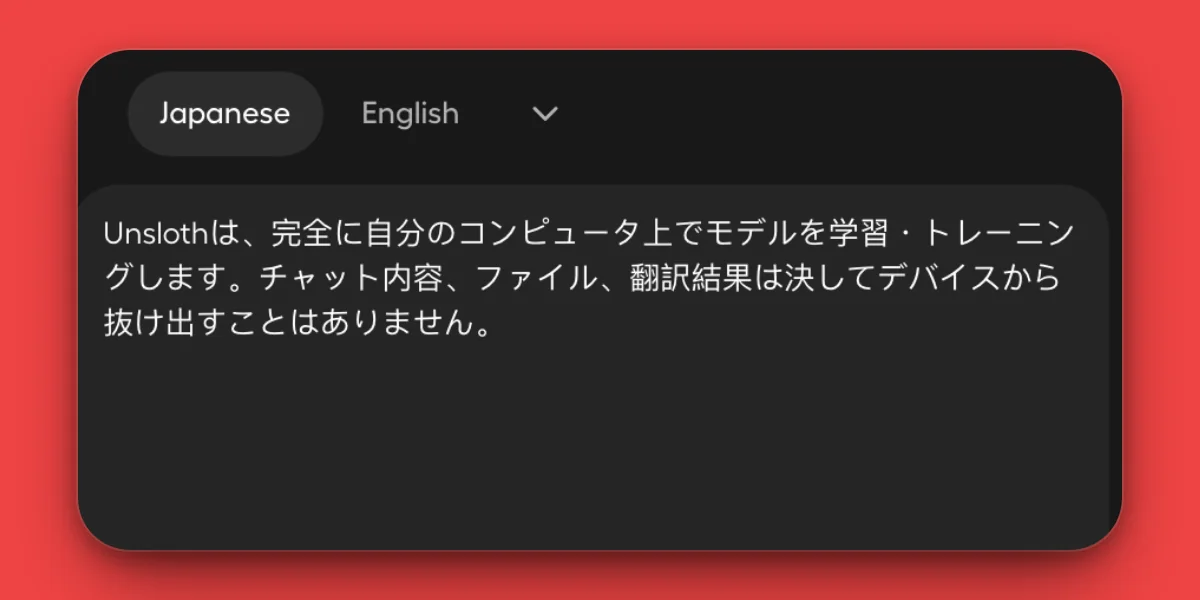 Japanese English
Unslothは、完全に自分のコンピュータ上でモデルを学習・トレーニン
グします。チャット内容、ファイル、翻訳結果は決してデバイスから
抜け出すことはありません。